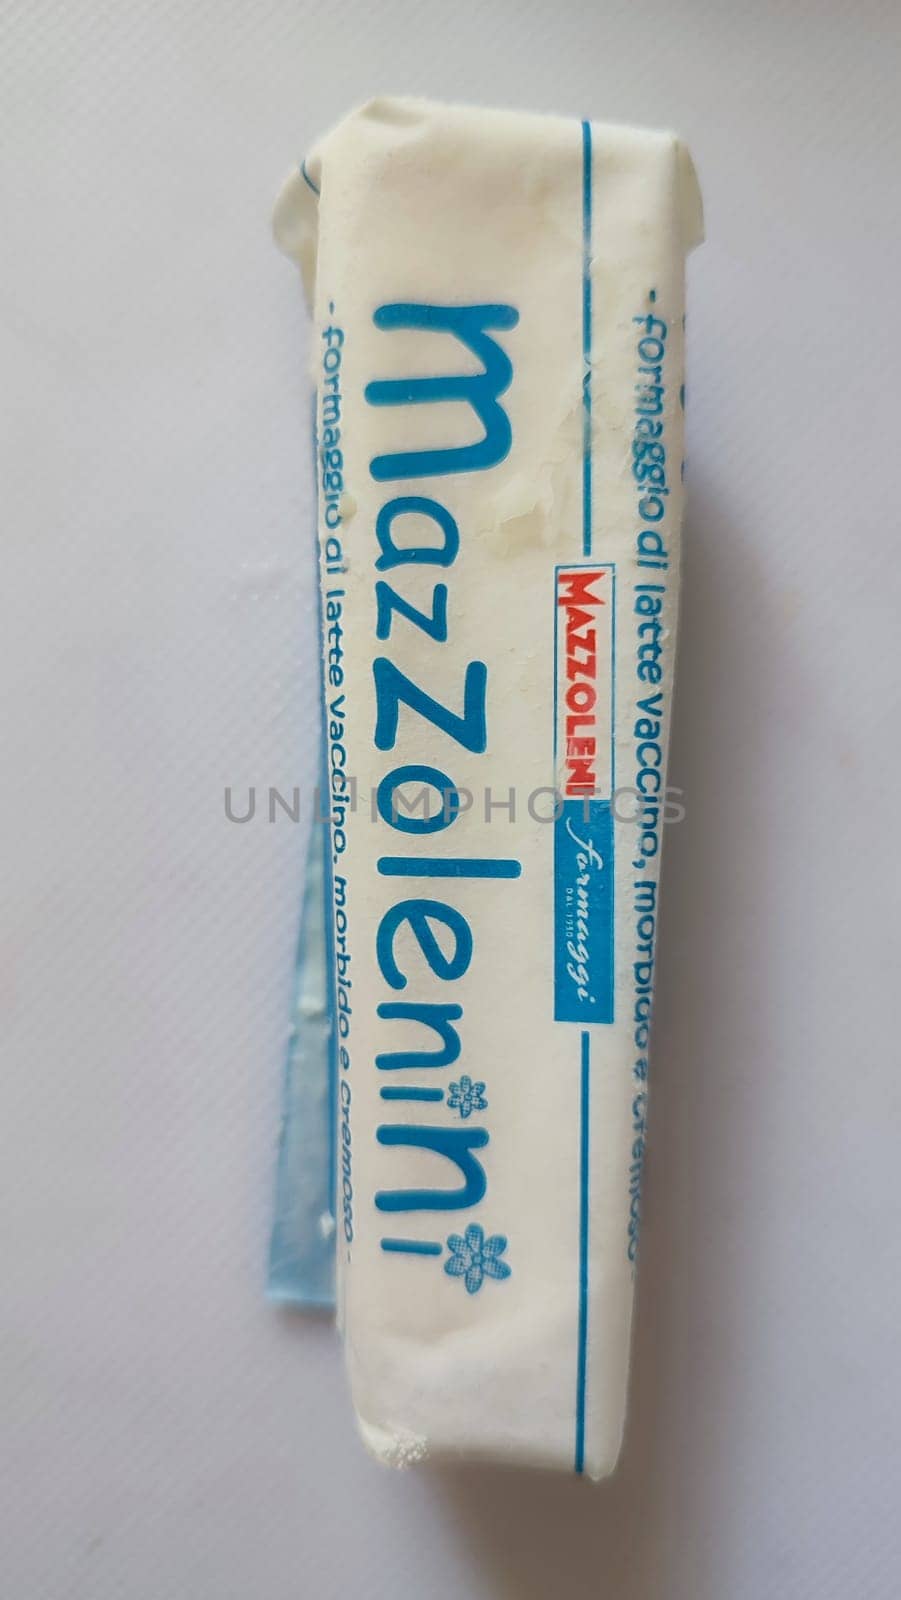 · formaggio di latte vaccino, morbido e cremoso ·
MAZZOLENI
formaggi
DAL 1950
mazzolenini
· formaggio di latte vaccino, morbido e cremoso ·
UNLIMPHOTOS